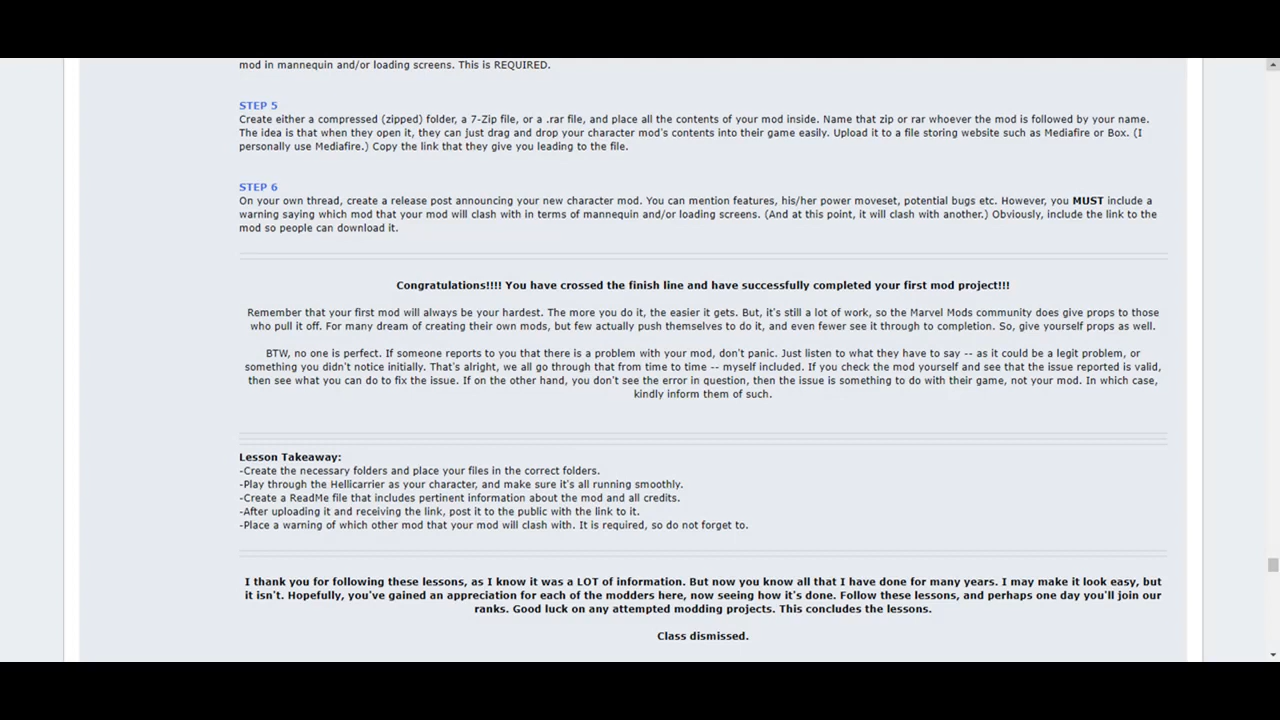 mod in mannequin and/or loading screens. This is REQUIRED.
STEP 5
Create either a compressed (zipped) folder, a 7-Zip file, or a .rar file, and place all the contents of your mod inside. Name that zip or rar whoever the mod is followed by your name.
The idea is that when they open it, they can just drag and drop your character mod's contents into their game easily. Upload it to a file storing website such as Mediafire or Box. (I
personally use Mediafire.) Copy the link that they give you leading to the file.
STEP 6
On your own thread, create a release post announcing your new character mod. You can mention features, his/her power moveset, potential bugs etc. However, you MUST include a
warning saying which mod that your mod will clash with in terms of mannequin and/or loading screens. (And at this point, it will clash with another.) Obviously, include the link to the
mod so people can download it.
Congratulations!!!! You have crossed the finish line and have successfully completed your first mod project!!!
Remember that your first mod will always be your hardest. The more you do it, the easier it gets. But, it's still a lot of work, so the Marvel Mods community does give props to those
who pull it off. For many dream of creating their own mods, but few actually push themselves to do it, and even fewer see it through to completion. So, give yourself props as well.
BTW, no one is perfect. If someone reports to you that there is a problem with your mod, don't panic. Just listen to what they have to say -- as it could be a legit problem, or
something you didn't notice initially. That's alright, we all go through that from time to time -- myself included. If you check the mod yourself and see that the issue reported is valid,
then see what you can do to fix the issue. If on the other hand, you don't see the error in question, then the issue is something to do with their game, not your mod. In which case,
kindly inform them of such.
Lesson Takeaway:
-Create the necessary folders and place your files in the correct folders.
-Play through the Hellicarrier as your character, and make sure it's all running smoothly.
-Create a ReadMe file that includes pertinent information about the mod and all credits.
-After uploading it and receiving the link, post it to the public with the link to it.
-Place a warning of which other mod that your mod will clash with. It is required, so do not forget to.
I thank you for following these lessons, as I know it was a LOT of information. But now you know all that I have done for many years. I may make it look easy, but
it isn't. Hopefully, you've gained an appreciation for each of the modders here, now seeing how it's done. Follow these lessons, and perhaps one day you'll join our
ranks. Good luck on any attempted modding projects. This concludes the lessons.
Class dismissed.